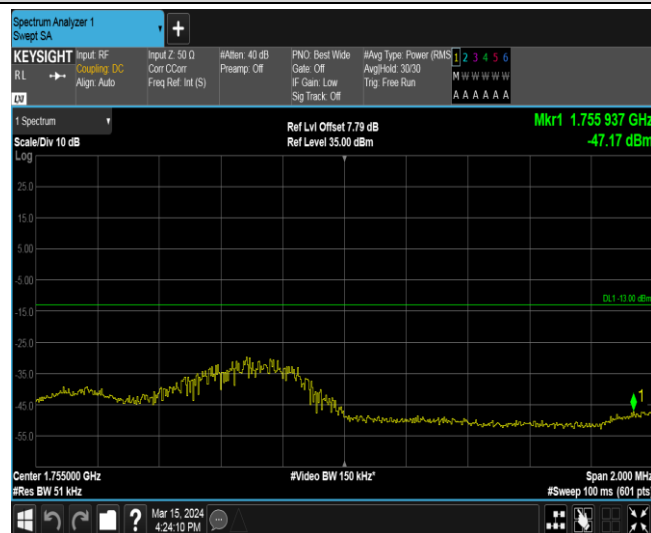 Spectrum Analyzer 1
Swept SA
+
KEYSIGHT
RL
LXI
Input: RF
Coupling: DC
Align: Auto
Input Z: 50 Ω
Corr CCorr
Freq Ref: Int (S)
#Atten: 40 dB
Preamp: Off
PNO: Best Wide
Gate: Off
IF Gain: Low
Sig Track: Off
#Avg Type: Power (RMS
Avg|Hold: 30/30
Trig: Free Run
1 2 3 4 5 6
M W W W W W
A A A A A A
1 Spectrum
Scale/Div 10 dB
Log
Ref Lvl Offset 7.79 dB
Ref Level 35.00 dBm
Mkr1 1.755 937 GHz
-47.17 dBm
25.0
15.0
5.00
-5.00
DL1 -13.00 dBm
-15.0
-25.0
-35.0
1
-45.0
-55.0
Center 1.755000 GHz
#Video BW 150 kHz*
Span 2.000 MHz
#Res BW 51 kHz
#Sweep 100 ms (601 pts)
?
Mar 15, 2024
4:24:10 PM